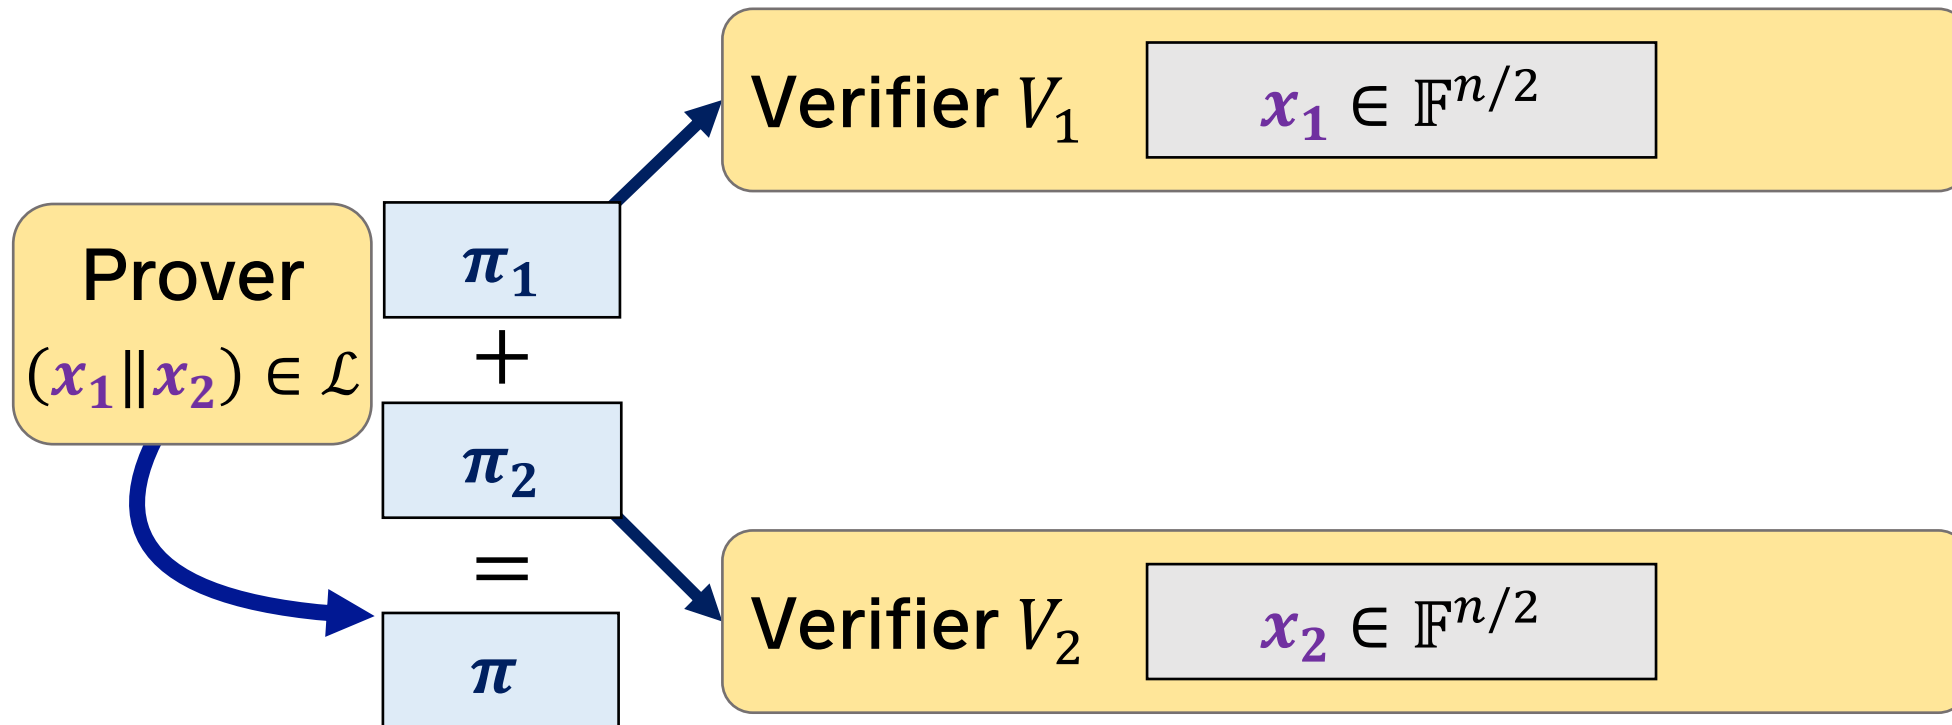 Verifier V₁
x₁ ∈ 𝔽^{n/2}
Prover
(x₁‖x₂) ∈ ℒ
π₁
+
π₂
=
π
Verifier V₂
x₂ ∈ 𝔽^{n/2}